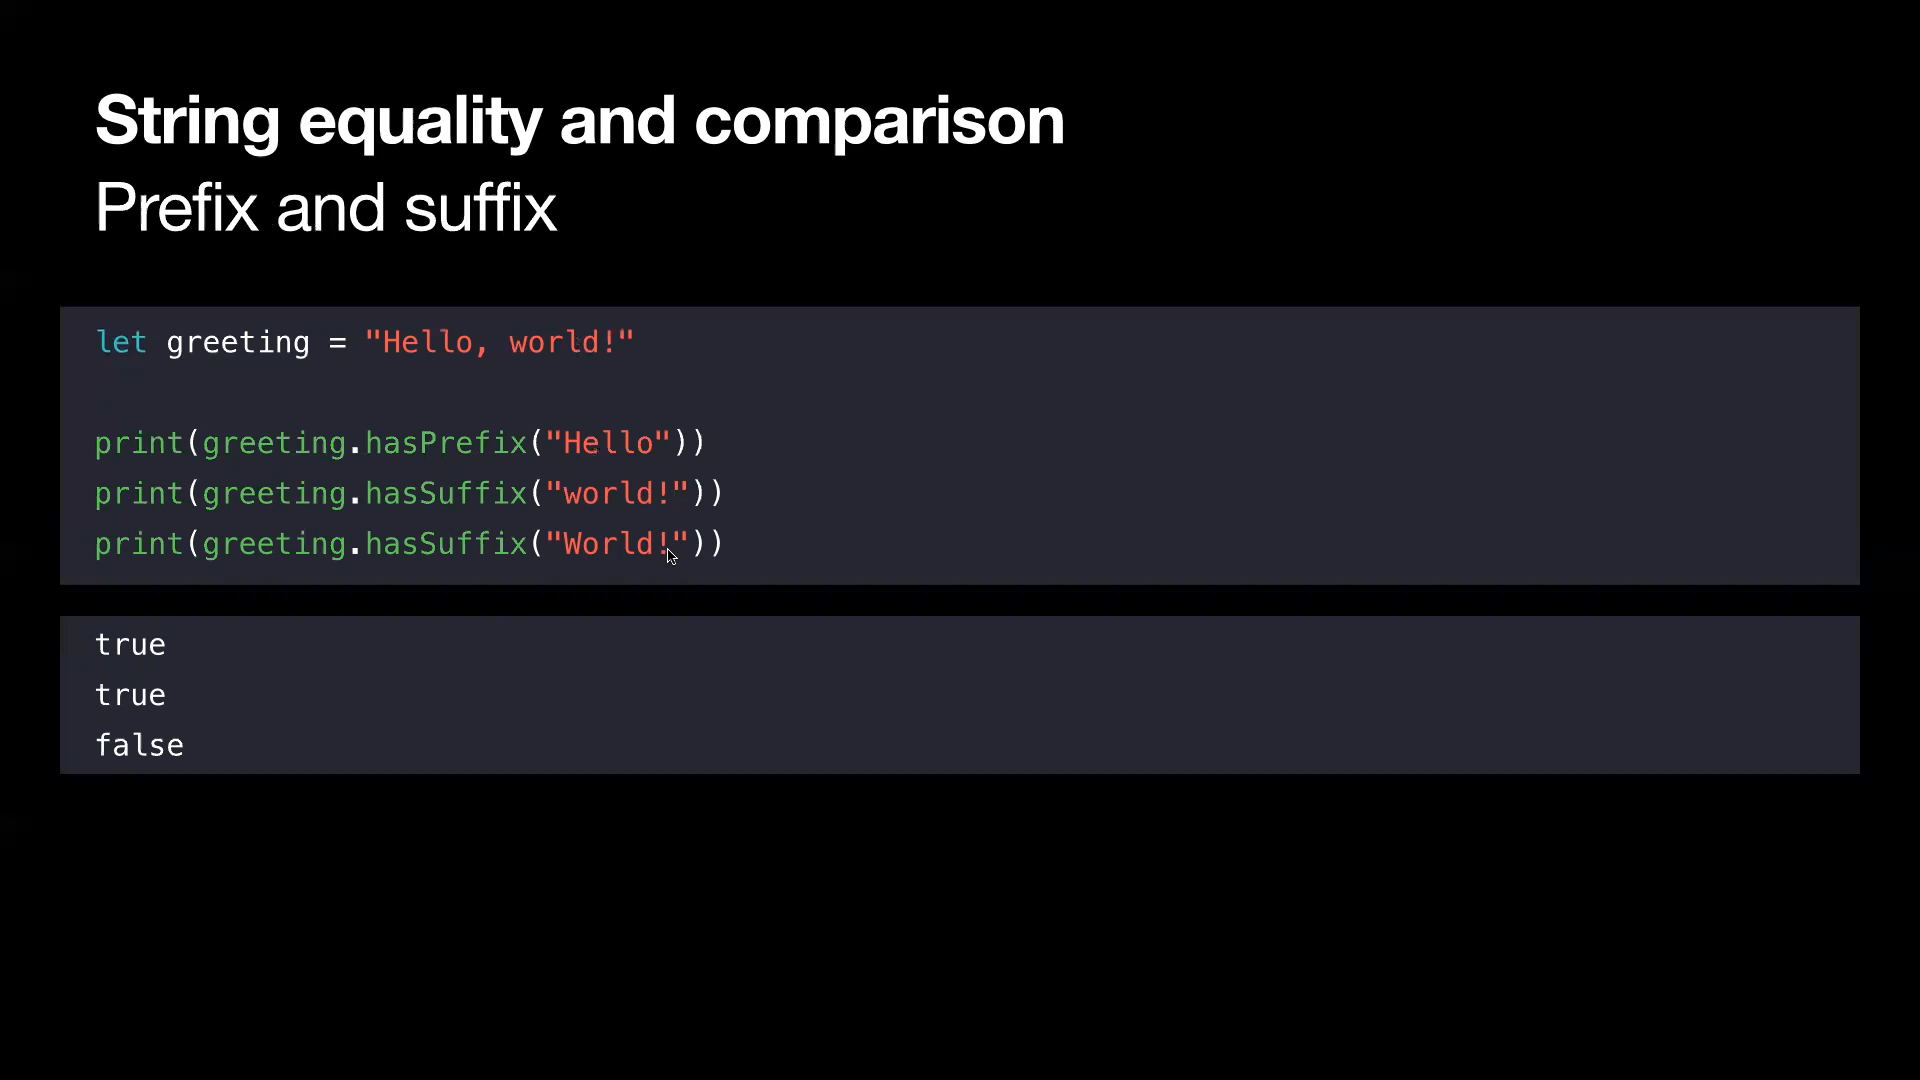 String equality and comparison
Prefix and suffix
let greeting = "Hello, world!"
print(greeting.hasPrefix("Hello"))
print(greeting.hasSuffix("world!"))
print(greeting.hasSuffix("World!"))
true
true
false